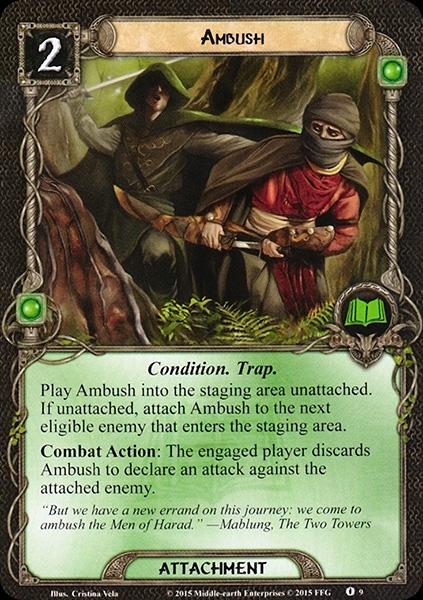 2
Ambush
Condition. Trap.
Play Ambush into the staging area unattached.
If unattached, attach Ambush to the next
eligible enemy that enters the staging area.
Combat Action: The engaged player discards
Ambush to declare an attack against the
attached enemy.
"But we have a new errand on this journey: we come to
ambush the Men of Harad." —Mablung, The Two Towers
ATTACHMENT
Illus. Cristina Vela © 2015 Middle-earth Enterprises © 2015 FFG 9